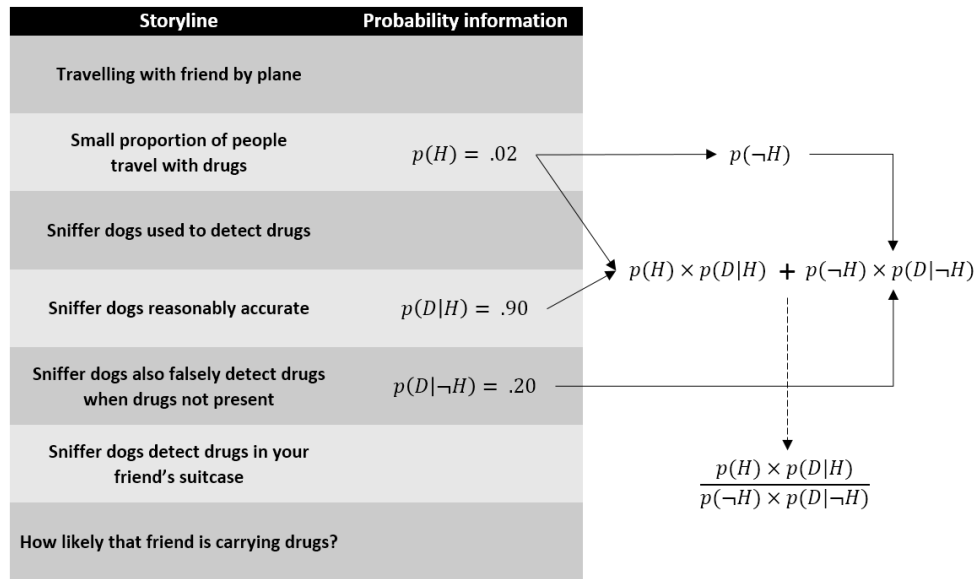 Storyline Probability information
Travelling with friend by plane
Small proportion of people
travel with drugs
p(H) = .02
p(¬H)
Sniffer dogs used to detect drugs
p(H) × p(D|H) + p(¬H) × p(D|¬H)
Sniffer dogs reasonably accurate
p(D|H) = .90
Sniffer dogs also falsely detect drugs
when drugs not present
p(D|¬H) = .20
Sniffer dogs detect drugs in your
friend's suitcase
p(H) × p(D|H)
p(¬H) × p(D|¬H)
How likely that friend is carrying drugs?